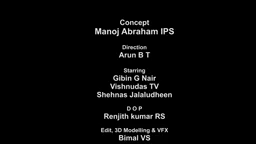 Concept
Manoj Abraham IPS
Direction
Arun B T
Starring
Gibin G Nair
Vishnudas TV
Shehnas Jalaludheen
D O P
Renjith kumar RS
Edit, 3D Modelling & VFX
Bimal VS